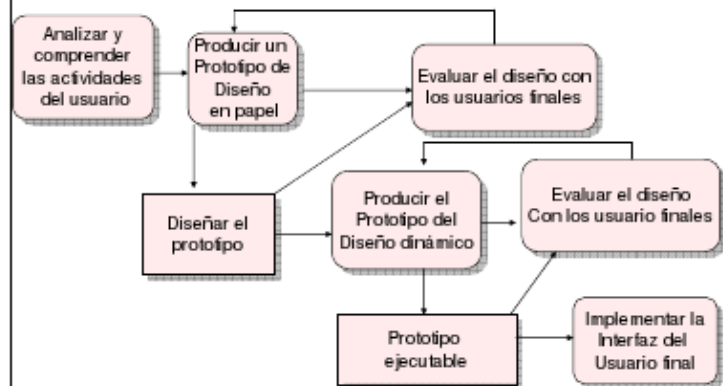 Analizar y
comprender
las actividades
del usuario
Producir un
Prototipo de
Diseño
en papel
Evaluar el diseño con
los usuarios finales
Diseñar el
prototipo
Producir el
Prototipo del
Diseño dinámico
Evaluar el diseño
Con los usuario finales
Prototipo
ejecutable
Implementar la
Interfaz del
Usuario final